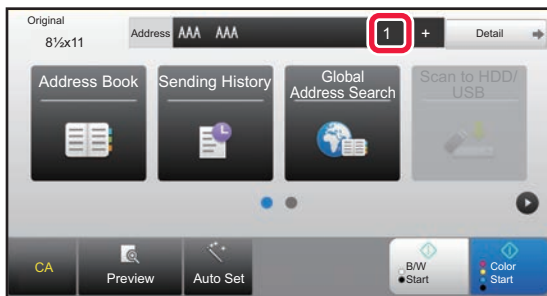 Original
8½x11
Address AAA AAA 1 + Detail
Address Book
Sending History
Global
Address Search
Scan to HDD/
USB
CA
Preview
Auto Set
B/W
Start
Color
Start